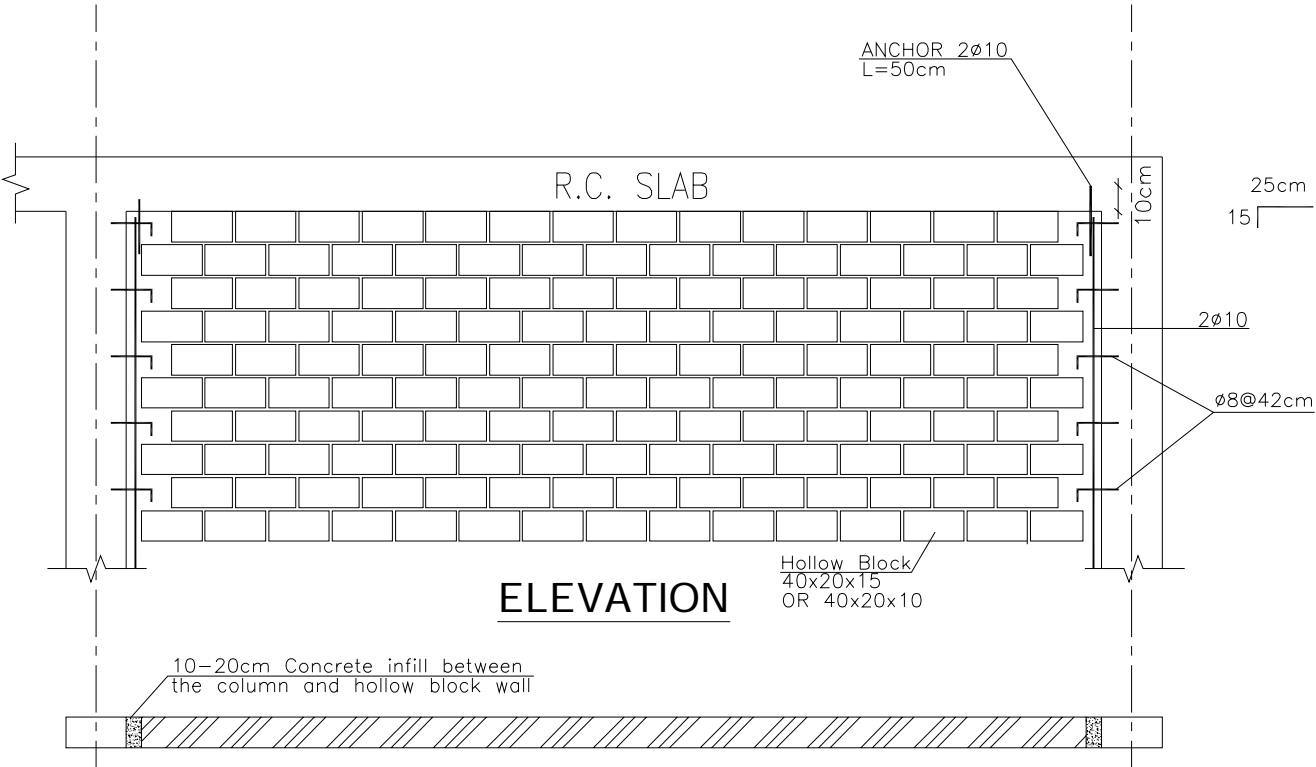 ANCHOR 2ø10
L=50cm
R.C. SLAB
10cm
25cm
15
2ø10
ø8@42cm
Hollow Block
40x20x15
OR 40x20x10
ELEVATION
10-20cm Concrete infill between
the column and hollow block wall